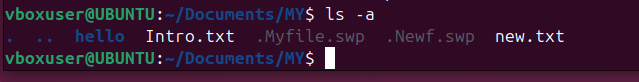 vboxuser@UBUNTU:~/Documents/MY$ ls -a
.  ..  hello  Intro.txt  .Myfile.swp  .Newf.swp  new.txt
vboxuser@UBUNTU:~/Documents/MY$